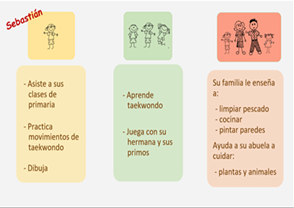 Sebastián
- Asiste a sus
clases de
primaria
- Practica
movimientos de
taekwondo
- Dibuja
- Aprende
taekwondo
- Juega con su
hermana y sus
primos
Su familia le enseña
a:
- limpiar pescado
- cocinar
- pintar paredes
Ayuda a su abuela a
cuidar:
- plantas y animales